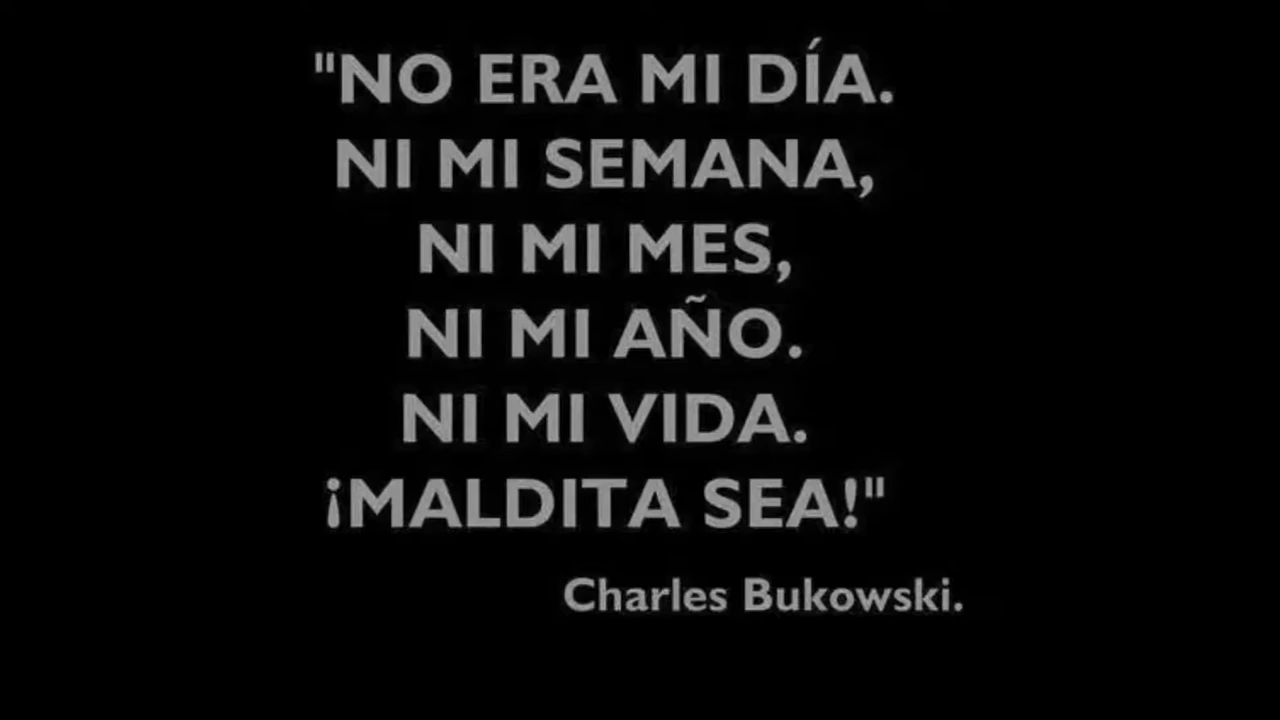 "NO ERA MI DÍA.
NI MI SEMANA,
NI MI MES,
NI MI AÑO.
NI MI VIDA.
¡MALDITA SEA!"
Charles Bukowski.